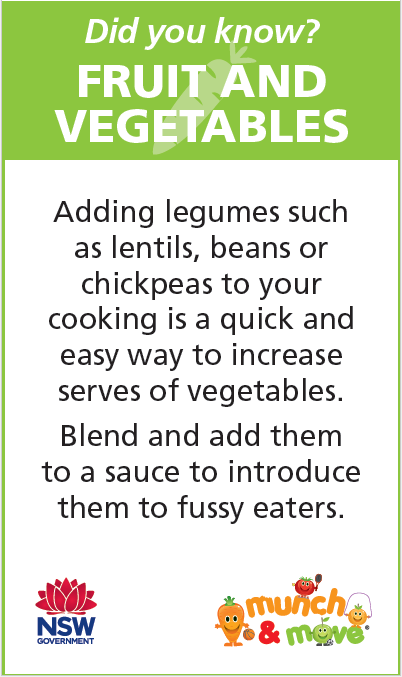 Did you know?
FRUIT AND
VEGETABLES
Adding legumes such
as lentils, beans or
chickpeas to your
cooking is a quick and
easy way to increase
serves of vegetables.
Blend and add them
to a sauce to introduce
them to fussy eaters.
NSW
GOVERNMENT
munch
& move